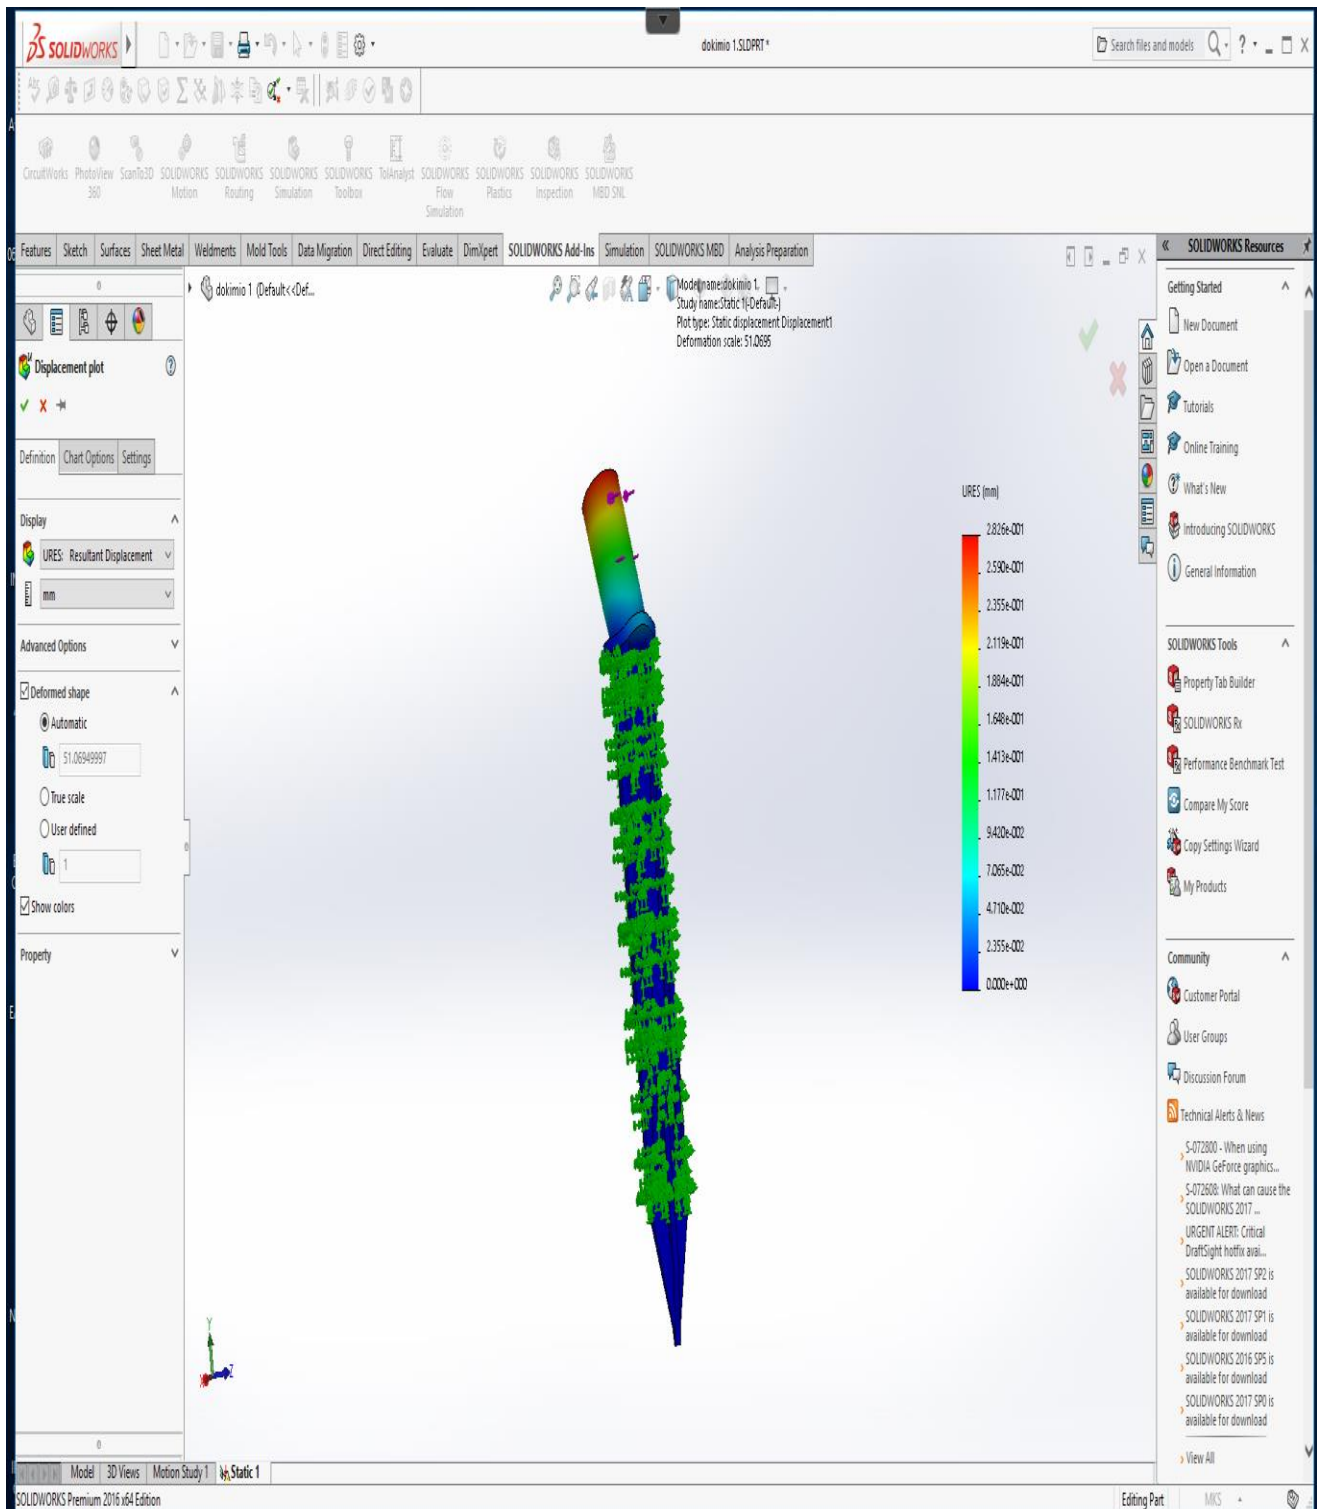 SOLIDWORKS
dokimio 1.SLDPRT *
Search files and models
CircuitWorks
PhotoView 360
ScanTo3D
SOLIDWORKS Motion
SOLIDWORKS Routing
SOLIDWORKS Simulation
SOLIDWORKS Toolbox
TolAnalyst
SOLIDWORKS Flow Simulation
SOLIDWORKS Plastics
SOLIDWORKS Inspection
SOLIDWORKS MBD SNL
Features Sketch Surfaces Sheet Metal Weldments Mold Tools Data Migration Direct Editing Evaluate DimXpert SOLIDWORKS Add-Ins Simulation SOLIDWORKS MBD Analysis Preparation
dokimio 1 (Default<<Def...
Model name:dokimio 1
Study name:Static 1(-Default-)
Plot type: Static displacement Displacement1
Deformation scale: 51.0695
Displacement plot
Definition Chart Options Settings
Display
URES: Resultant Displacement
mm
Advanced Options
Deformed shape
Automatic
51.06949997
True scale
User defined
1
Show colors
Property
URES (mm)
2.826e-001
2.590e-001
2.355e-001
2.119e-001
1.884e-001
1.648e-001
1.413e-001
1.177e-001
9.420e-002
7.065e-002
4.710e-002
2.355e-002
0.000e+000
Y
Z
SOLIDWORKS Resources
Getting Started
New Document
Open a Document
Tutorials
Online Training
What's New
Introducing SOLIDWORKS
General Information
SOLIDWORKS Tools
Property Tab Builder
SOLIDWORKS Rx
Performance Benchmark Test
Compare My Score
Copy Settings Wizard
My Products
Community
Customer Portal
User Groups
Discussion Forum
Technical Alerts & News
S-072800 - When using
NVIDIA GeForce graphics...
S-072608: What can cause the
SOLIDWORKS 2017 ...
URGENT ALERT: Critical
DraftSight hotfix avai...
SOLIDWORKS 2017 SP2 is
available for download
SOLIDWORKS 2017 SP1 is
available for download
SOLIDWORKS 2016 SP5 is
available for download
SOLIDWORKS 2017 SP0 is
available for download
View All
Model 3D Views Motion Study 1 Static 1
SOLIDWORKS Premium 2016 x64 Edition
Editing Part
MKS